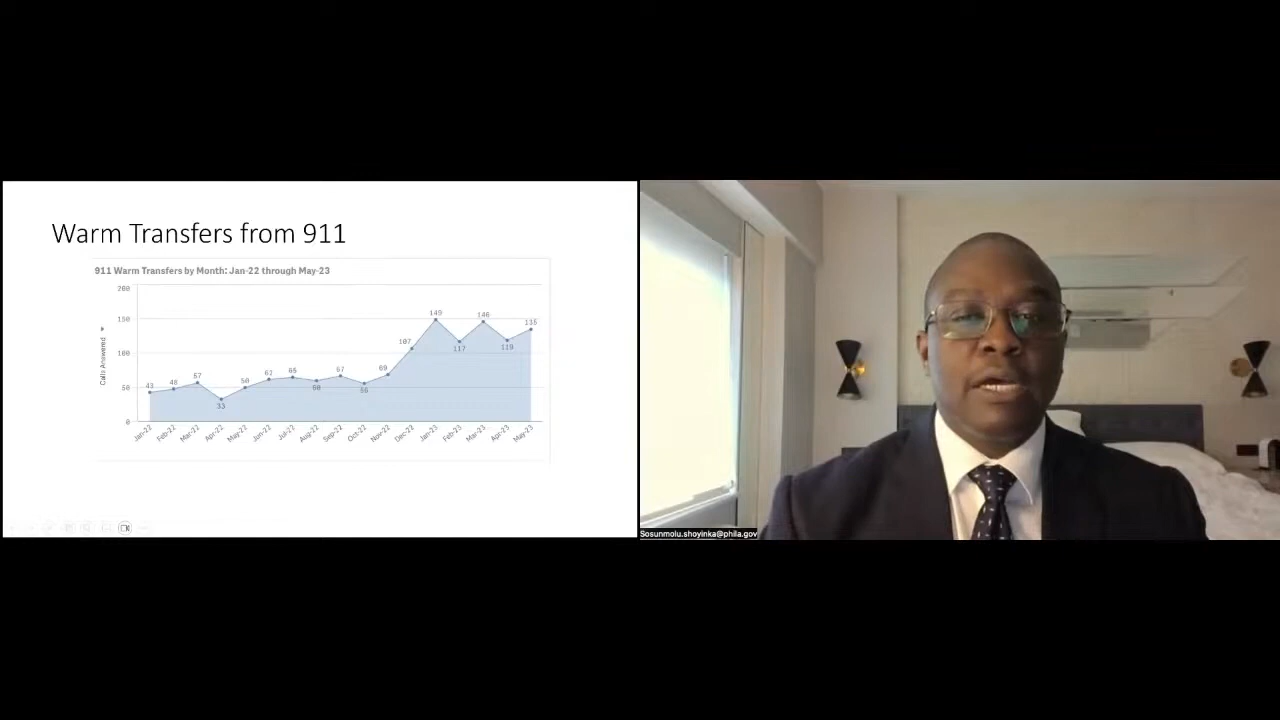 Warm Transfers from 911
911 Warm Transfers by Month: Jan-22 through May-23
200
150
100
50
0
Calls Answered
43
48
57
33
50
62
65
60
67
56
69
107
149
117
146
119
135
Jan-22
Feb-22
Mar-22
Apr-22
May-22
Jun-22
Jul-22
Aug-22
Sep-22
Oct-22
Nov-22
Dec-22
Jan-23
Feb-23
Mar-23
Apr-23
May-23
Sosunmolu.shoyinka@phila.gov